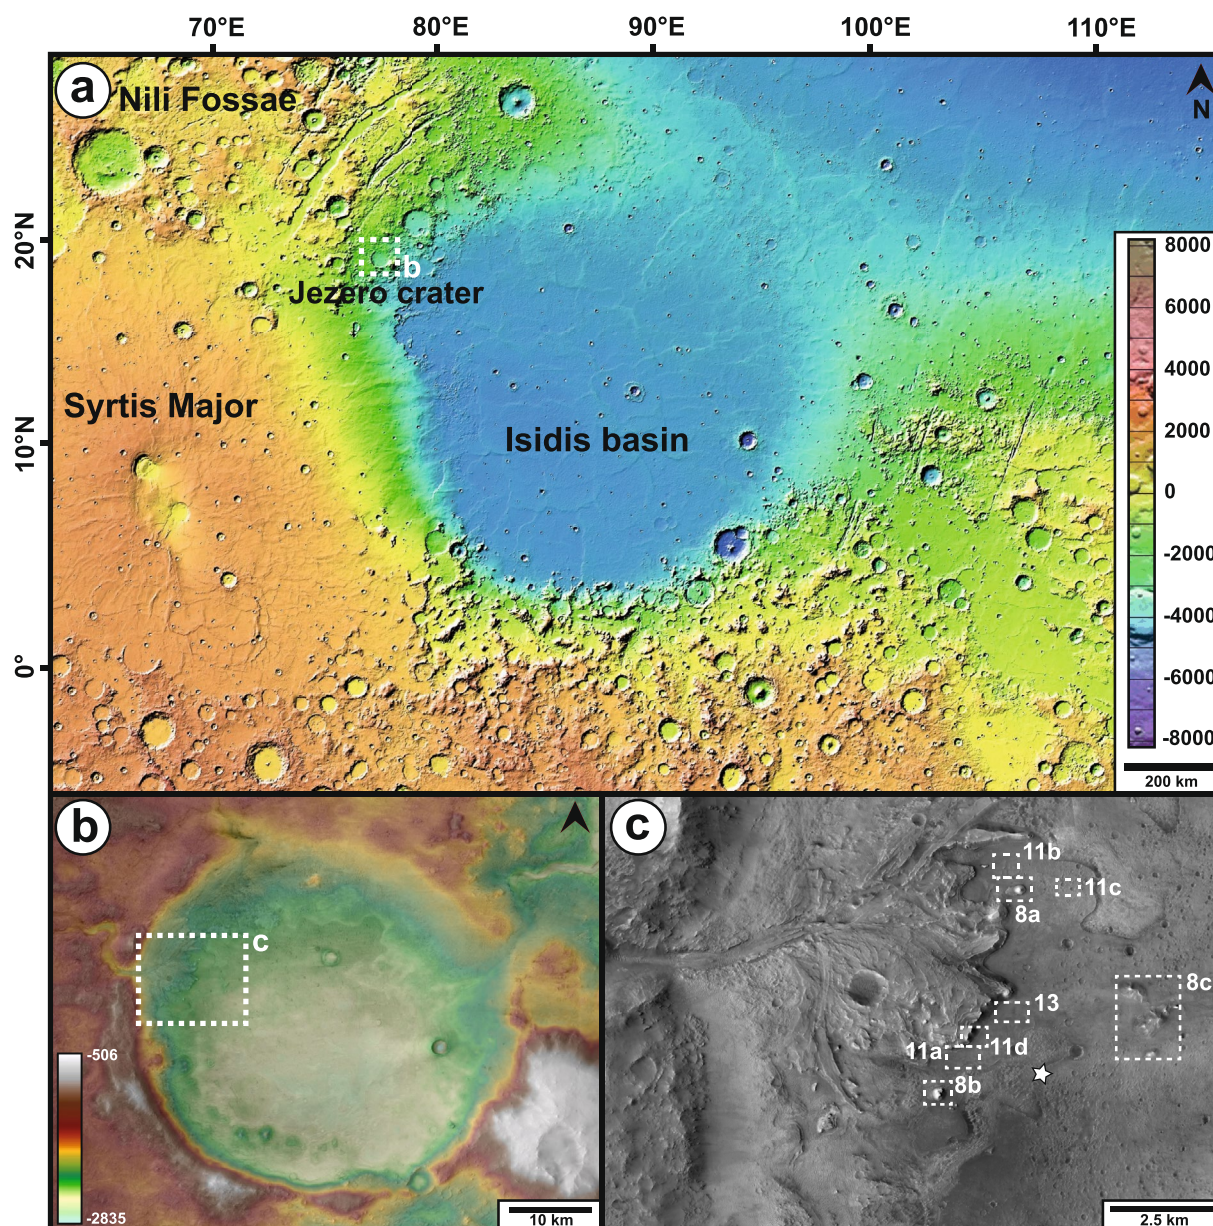 70°E 80°E 90°E 100°E 110°E
a
Nili Fossae
N
20°N
b
Jezero crater
8000
6000
4000
2000
0
-2000
-4000
-6000
-8000
Syrtis Major
10°N
Isidis basin
0°
200 km
b
c
-506
-2835
10 km
c
11b
11c
8a
8c
13
11a
11d
8b
2.5 km